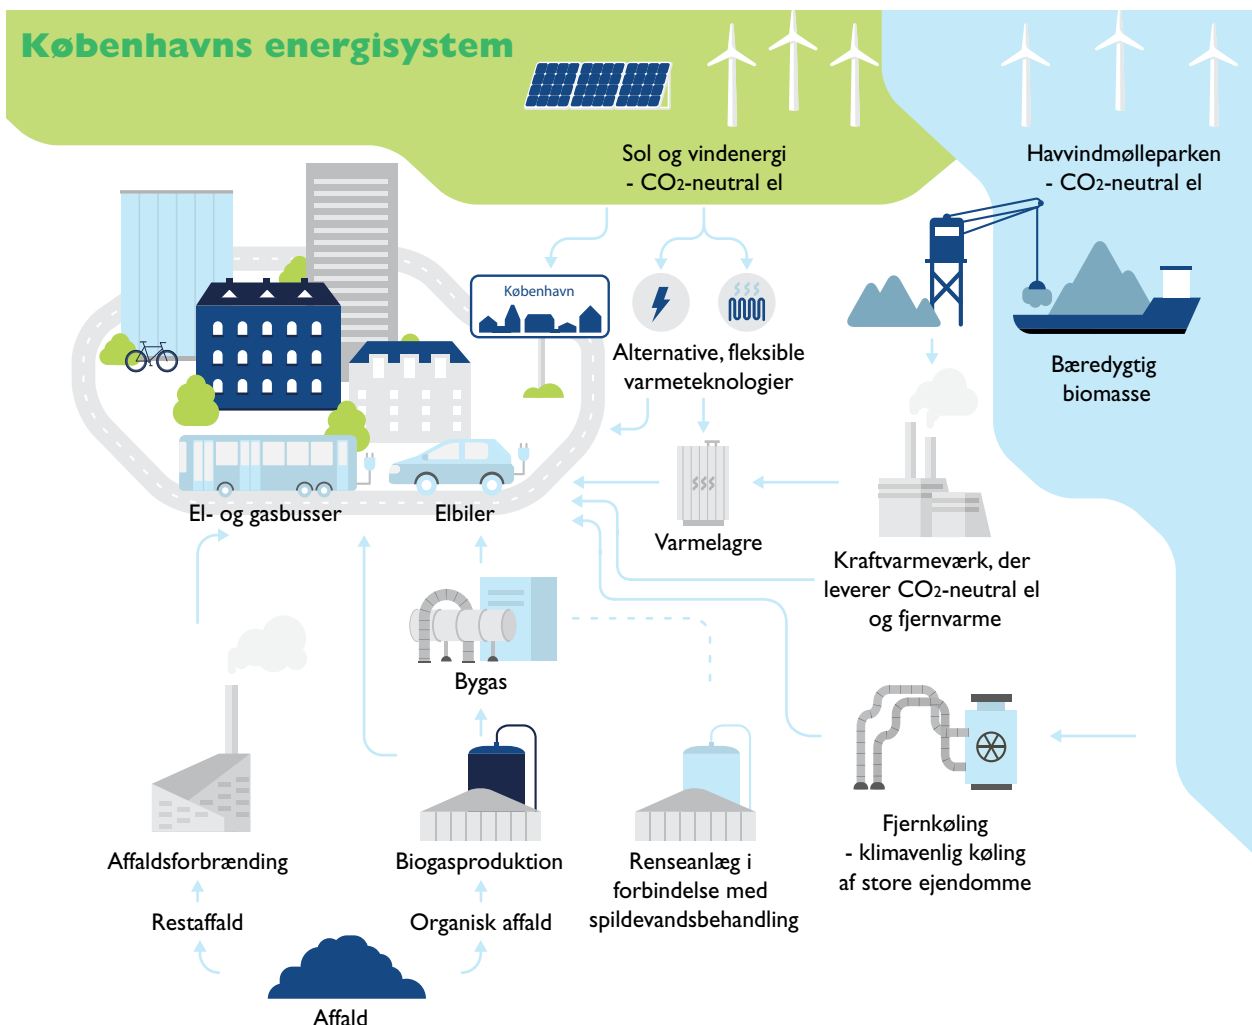 Københavns energisystem
Sol og vindenergi
- CO2-neutral el
Havvindmølleparken
- CO2-neutral el
København
Alternative, fleksible
varmeteknologier
Bæredygtig
biomasse
El- og gasbusser
Elbiler
Varmelagre
Kraftvarmeværk, der
leverer CO2-neutral el
og fjernvarme
Bygas
Fjernkøling
- klimavenlig køling
af store ejendomme
Affaldsforbrænding
Biogasproduktion
Renseanlæg i
forbindelse med
spildevandsbehandling
Restaffald
Organisk affald
Affald